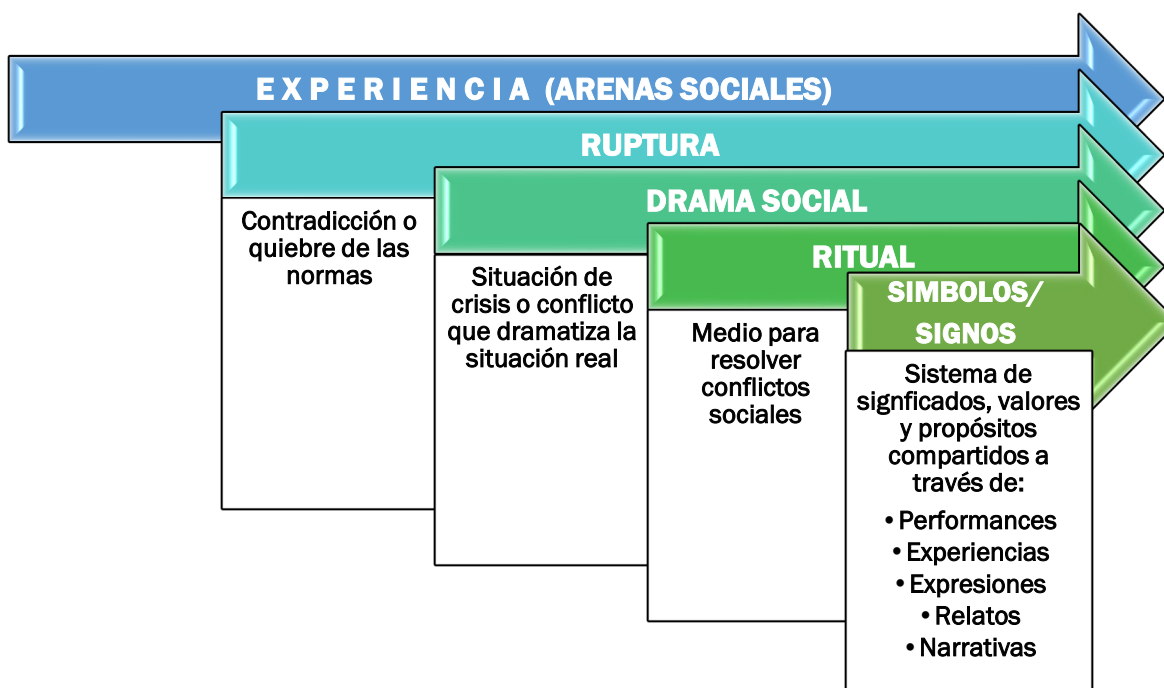 E X P E R I E N C I A (ARENAS SOCIALES)
RUPTURA
Contradicción o
quiebre de las
normas
DRAMA SOCIAL
Situación de
crisis o conflicto
que dramatiza la
situación real
RITUAL
Medio para
resolver
conflictos
sociales
SIMBOLOS/
SIGNOS
Sistema de
signficados, valores
y propósitos
compartidos a
través de:
• Performances
• Experiencias
• Expresiones
• Relatos
• Narrativas